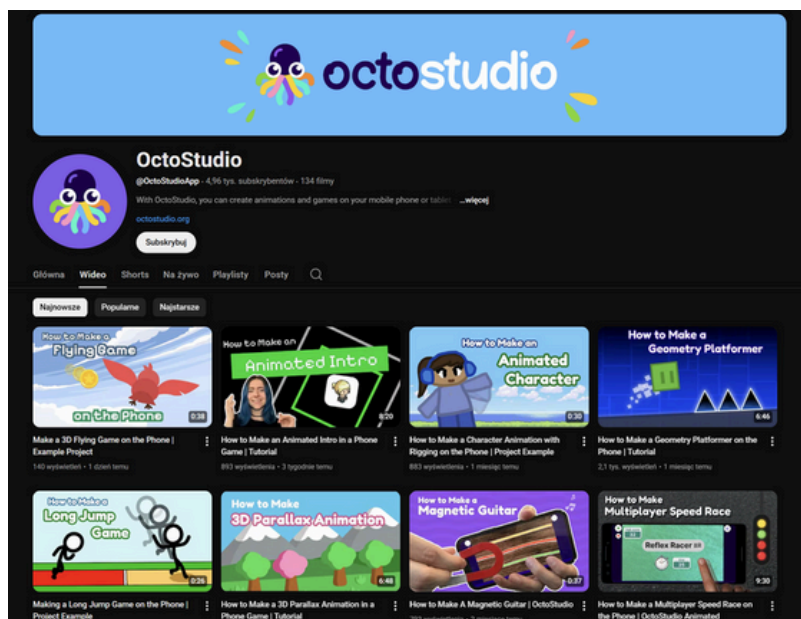 octostudio
OctoStudio
@OctoStudioApp · 4,96 tys. subskrybentów · 134 filmy
With OctoStudio, you can create animations and games on your mobile phone or tablet ...więcej
octostudio.org
Subskrybuj
Główna Wideo Shorts Na żywo Playlisty Posty
Najnowsze Popularne Najstarsze
How to Make a
Flying Game
on the Phone
0:38
How to Make an
Animated Intro
8:20
How to Make an
Animated
Character
0:30
How to Make a
Geometry Platformer
6:46
Make a 3D Flying Game on the Phone |
Example Project
140 wyświetleń · 1 dzień temu
How to Make an Animated Intro in a Phone
Game | Tutorial
893 wyświetlenia · 3 tygodnie temu
How to Make a Character Animation with
Rigging on the Phone | Project Example
883 wyświetlenia · 1 miesiąc temu
How to Make a Geometry Platformer on the
Phone | Tutorial
2,1 tys. wyświetleń · 1 miesiąc temu
How to Make a
Long Jump
Game
0:26
How to Make
3D Parallax Animation
6:48
How to Make a
Magnetic Guitar
0:37
How to Make
Multiplayer Speed Race
Reflex Racer
9:30
Making a Long Jump Game on the Phone |
Project Example
How to Make a 3D Parallax Animation in a
Phone Game | Tutorial
How to Make A Magnetic Guitar | OctoStudio
How to Make a Multiplayer Speed Race on
the Phone | OctoStudio Animated